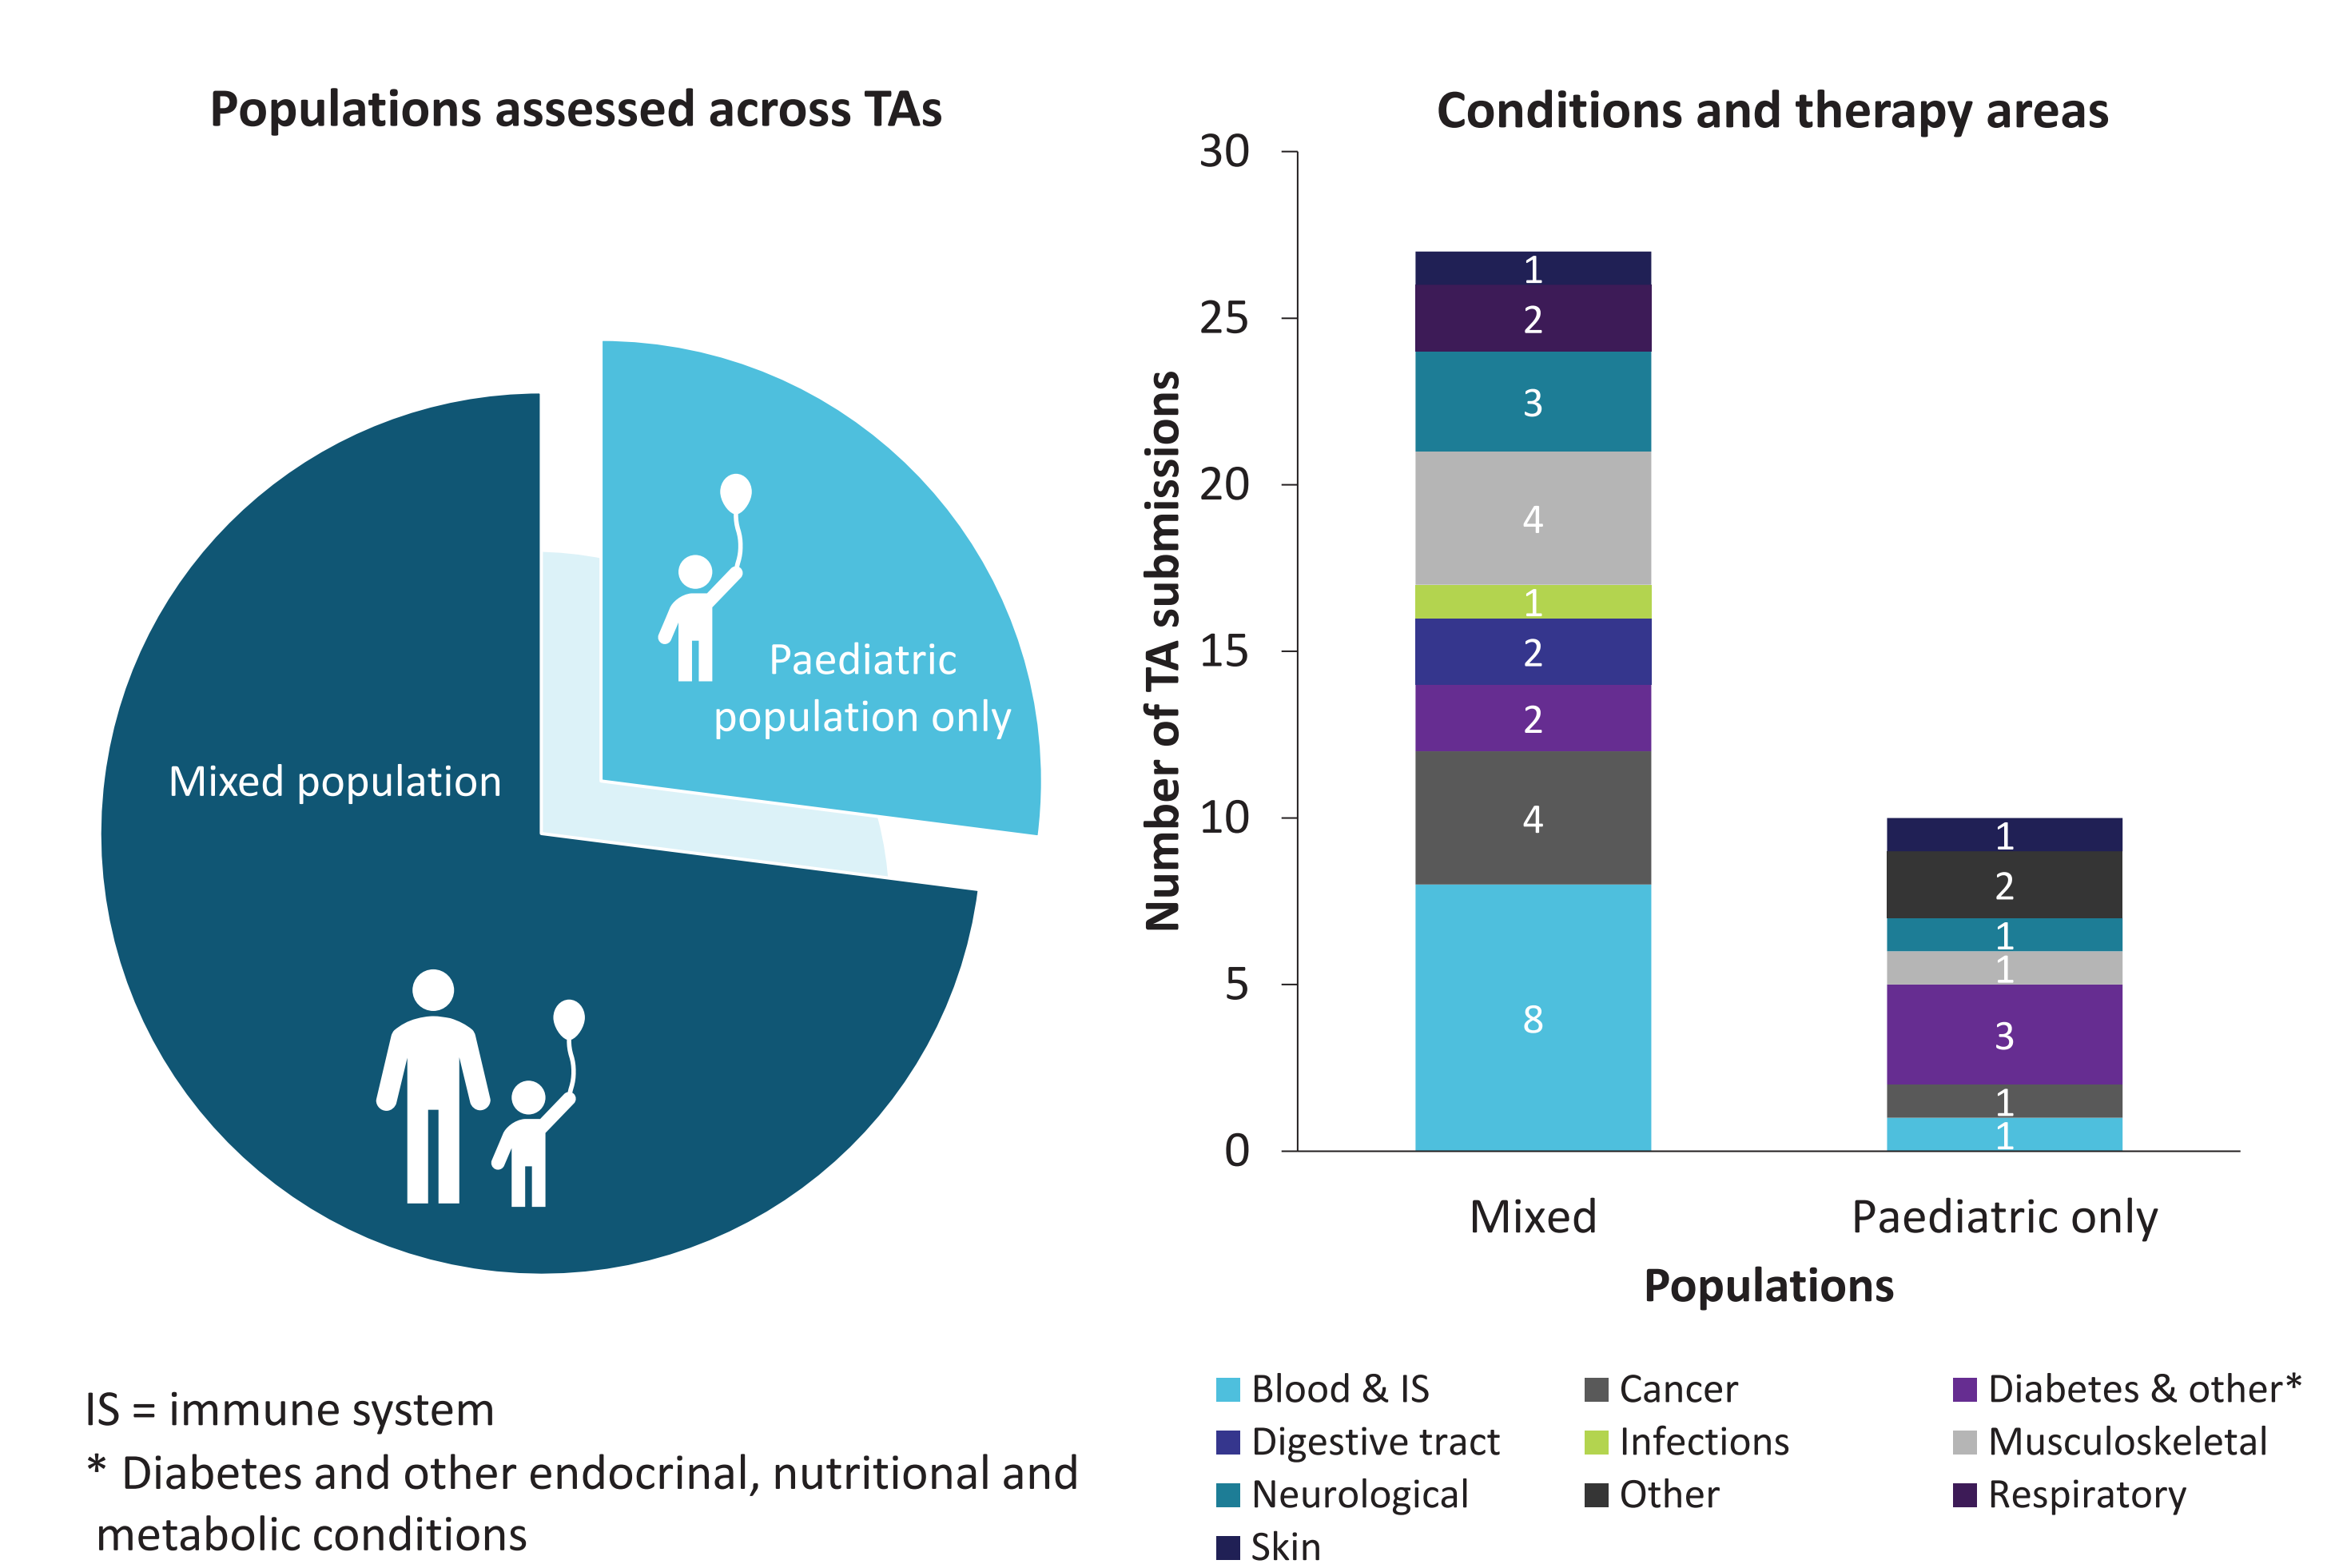 Populations assessed across TAs
Paediatric
population only
Mixed population
IS = immune system
* Diabetes and other endocrinal, nutritional and
metabolic conditions
Conditions and therapy areas
Number of TA submissions
30
25
20
15
10
5
0
1
2
3
4
1
2
2
4
8
1
2
1
1
3
1
1
Mixed
Paediatric only
Populations
Blood & IS
Cancer
Diabetes & other*
Digestive tract
Infections
Musculoskeletal
Neurological
Other
Respiratory
Skin